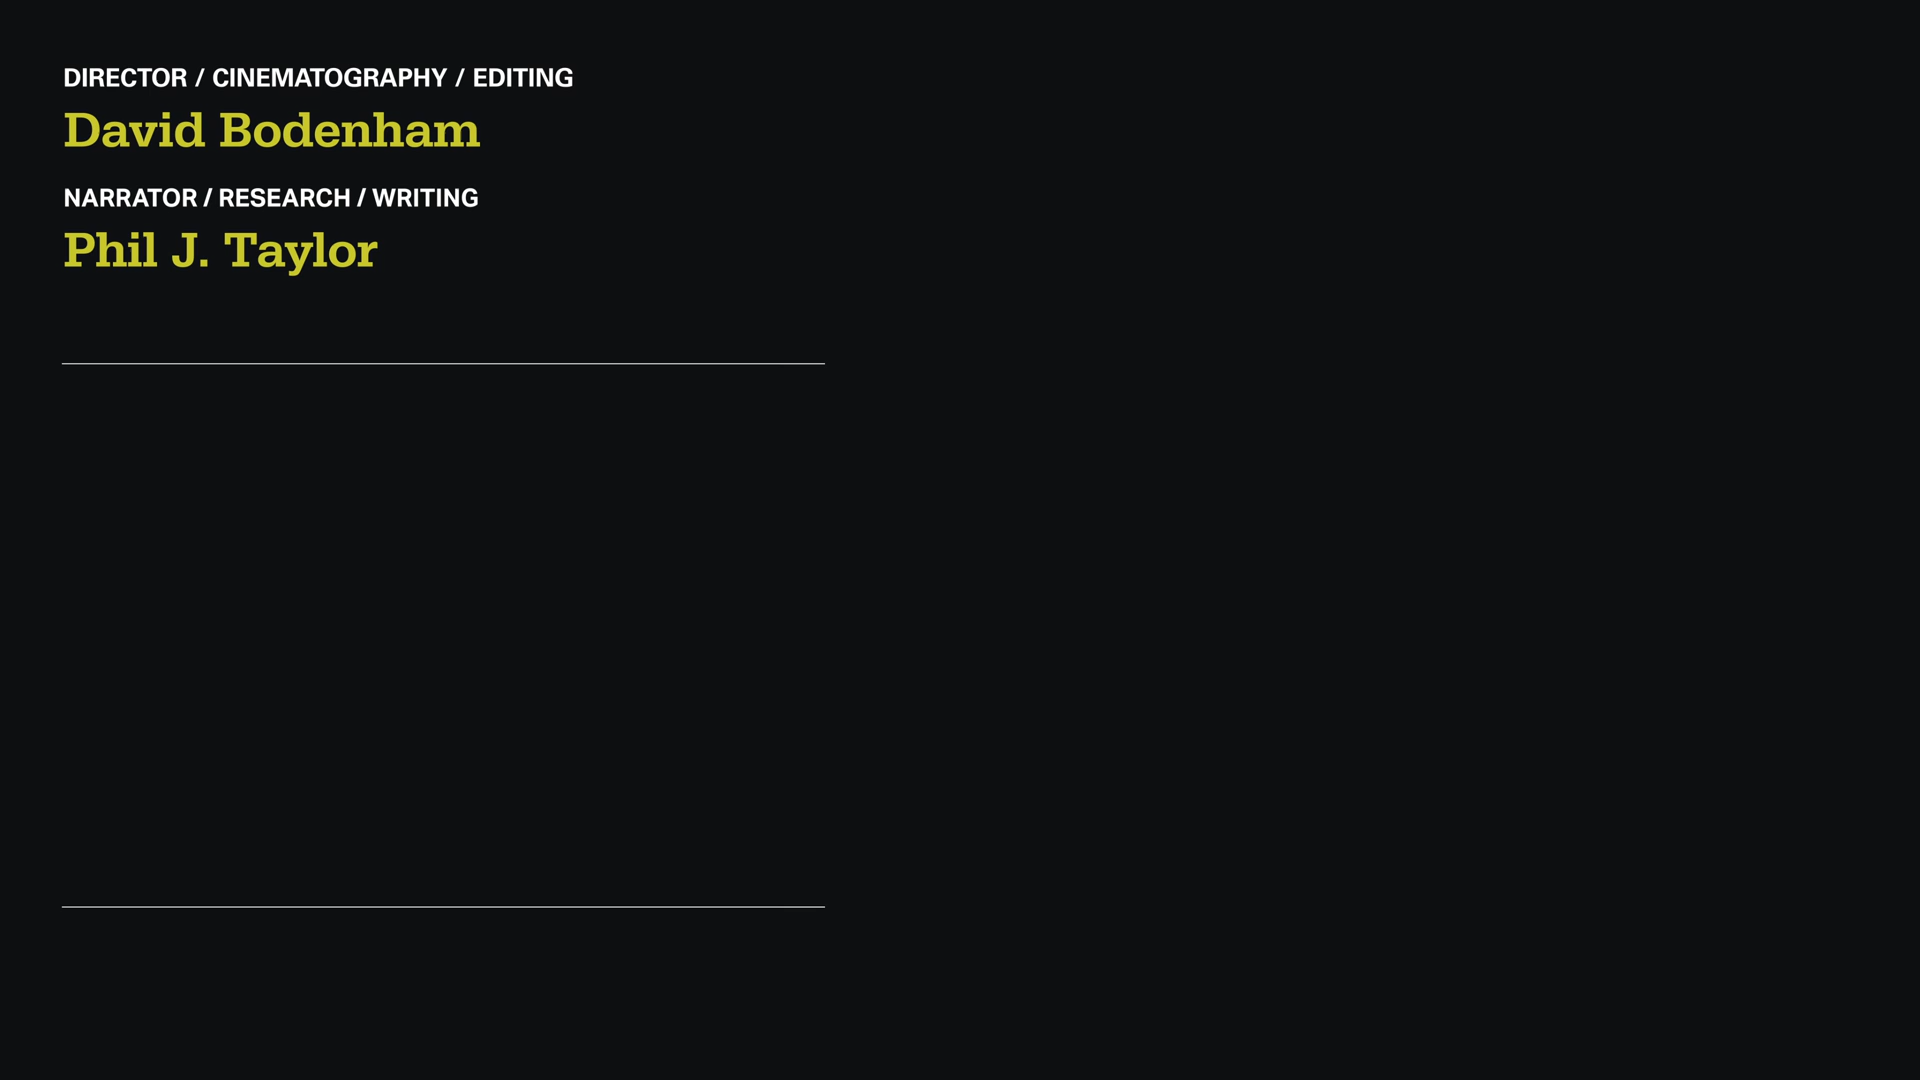 DIRECTOR / CINEMATOGRAPHY / EDITING
David Bodenham
NARRATOR / RESEARCH / WRITING
Phil J. Taylor